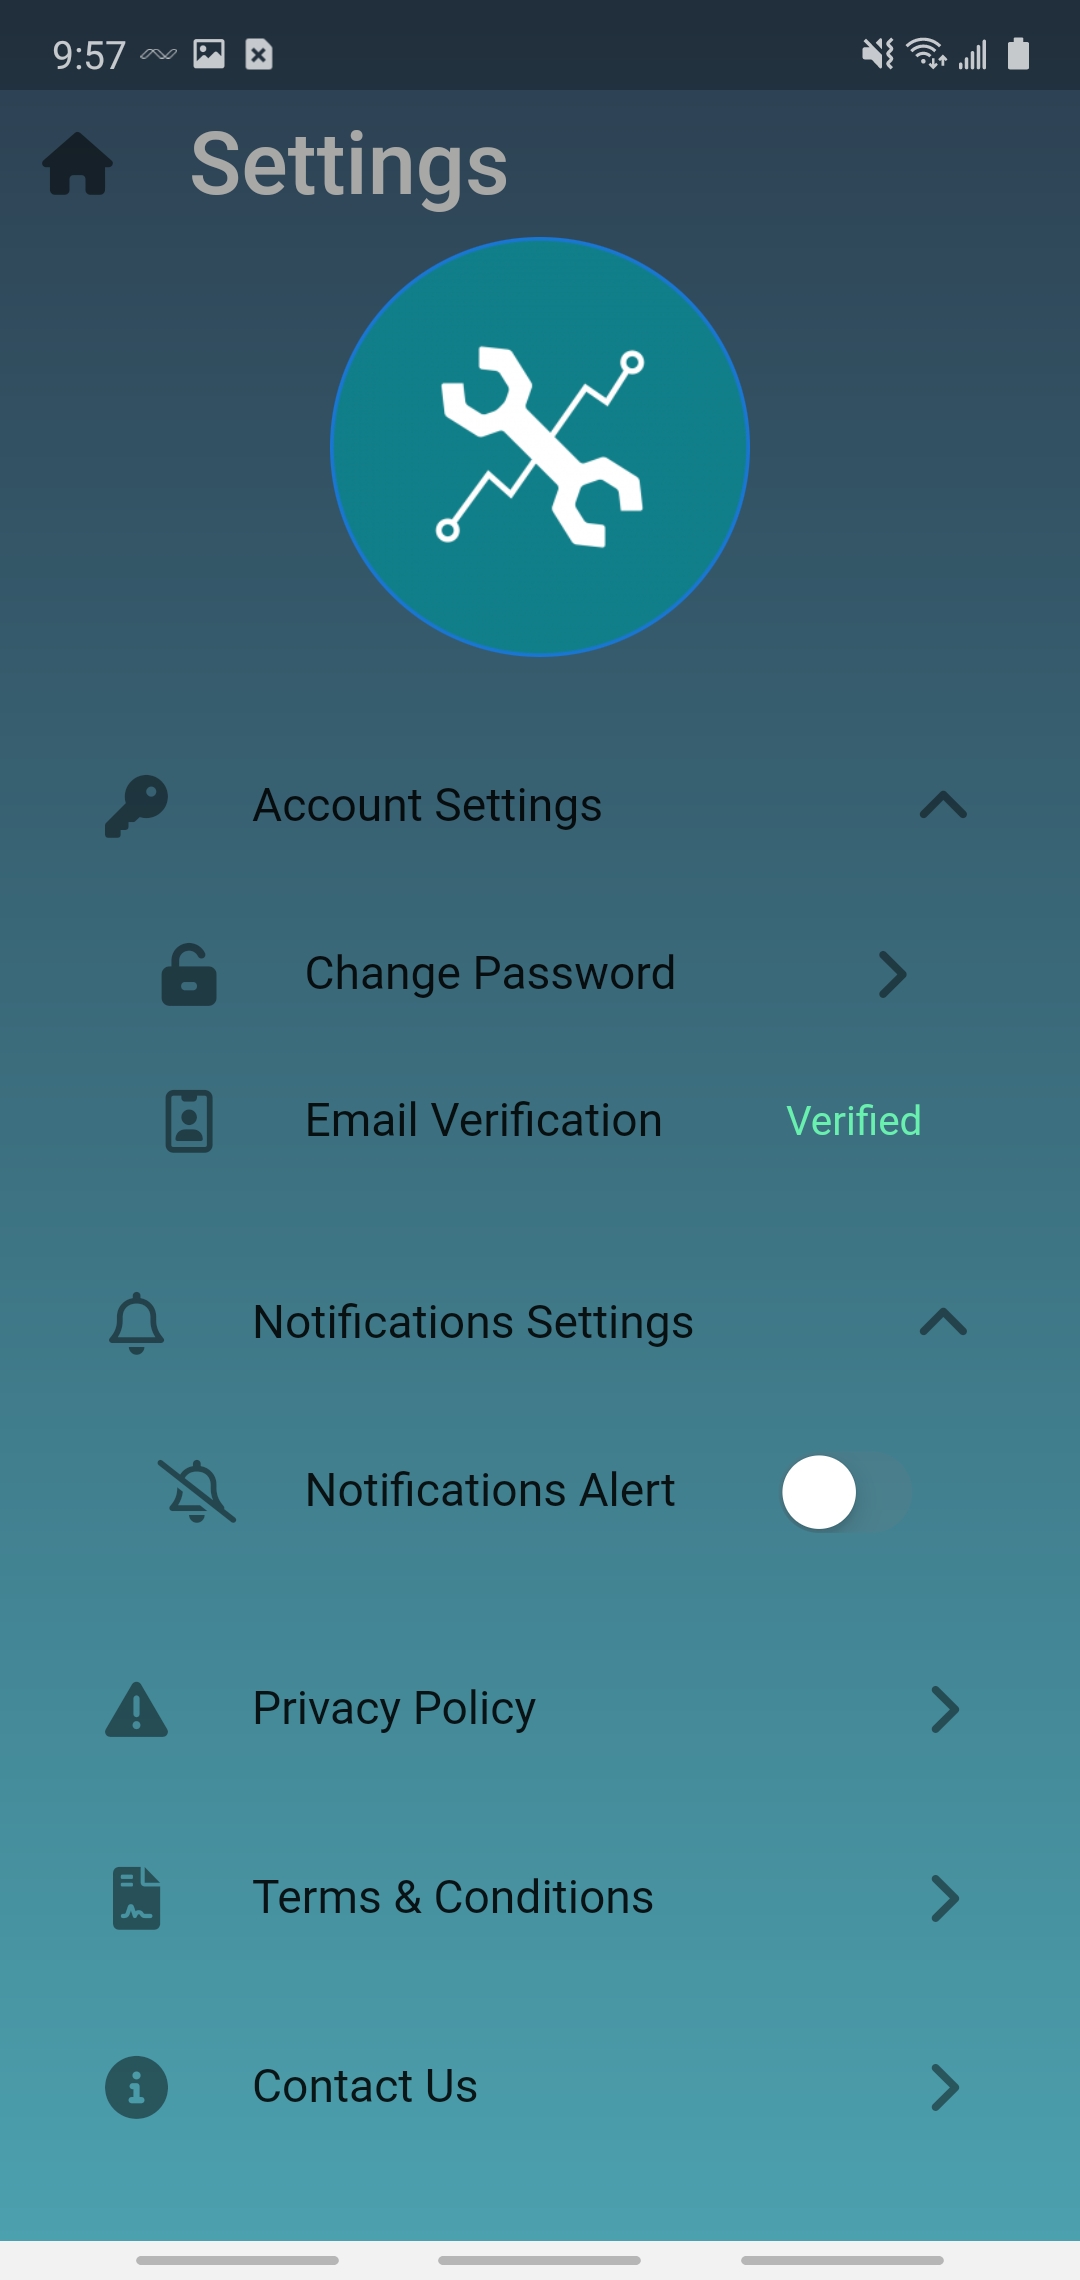 9:57
Settings
Account Settings
Change Password
Email Verification Verified
Notifications Settings
Notifications Alert
Privacy Policy
Terms & Conditions
Contact Us